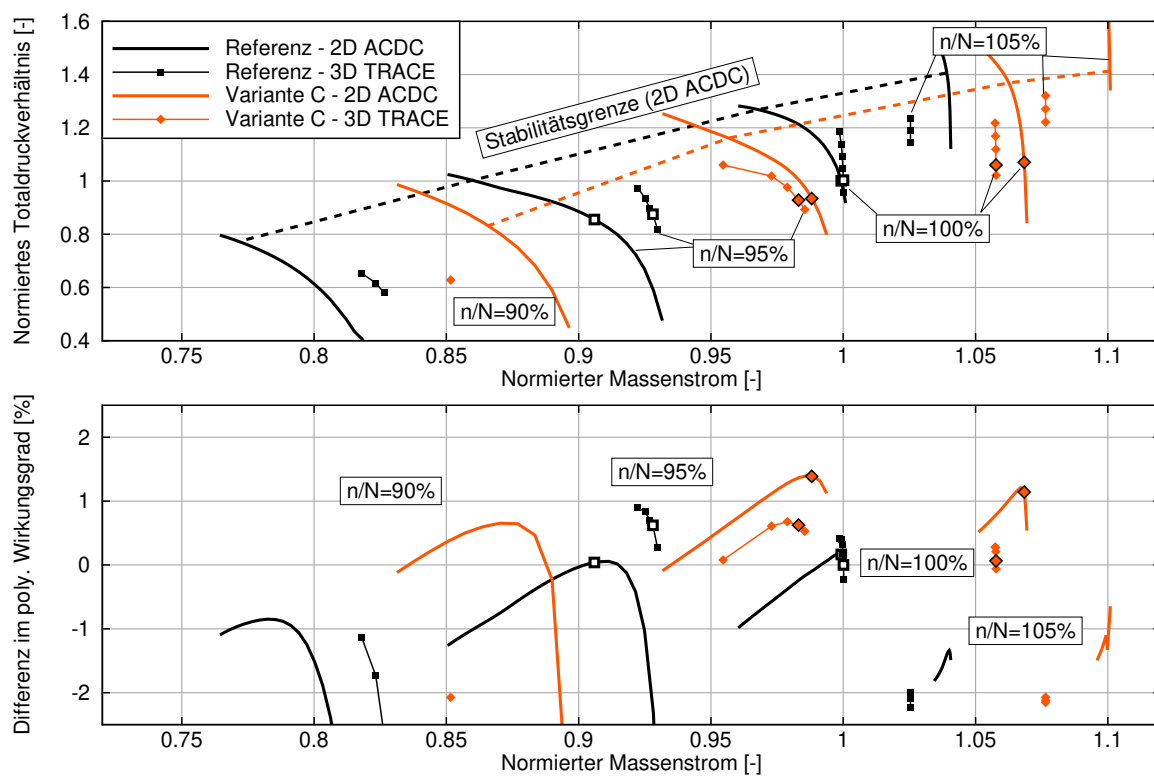 Normiertes Totaldruckverhältnis [-]
1.6
1.4
1.2
1
0.8
0.6
0.4
Referenz - 2D ACDC
Referenz - 3D TRACE
Variante C - 2D ACDC
Variante C - 3D TRACE
Stabilitätsgrenze (2D ACDC)
n/N=105%
n/N=100%
n/N=95%
n/N=90%
0.75
0.8
0.85
0.9
0.95
1
1.05
1.1
Normierter Massenstrom [-]
Differenz im poly. Wirkungsgrad [%]
2
1
0
-1
-2
n/N=90%
n/N=95%
n/N=100%
n/N=105%
0.75
0.8
0.85
0.9
0.95
1
1.05
1.1
Normierter Massenstrom [-]